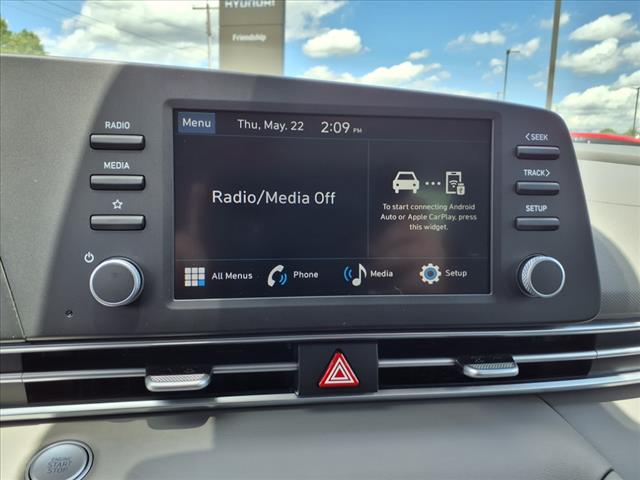 HYUNDAI
Friendship
RADIO
MEDIA
Menu
Thu, May. 22
2:09 PM
Radio/Media Off
To start connecting Android
Auto or Apple CarPlay, press
this widget.
All Menus
Phone
Media
Setup
<SEEK
TRACK>
SETUP
ENGINE
START
STOP